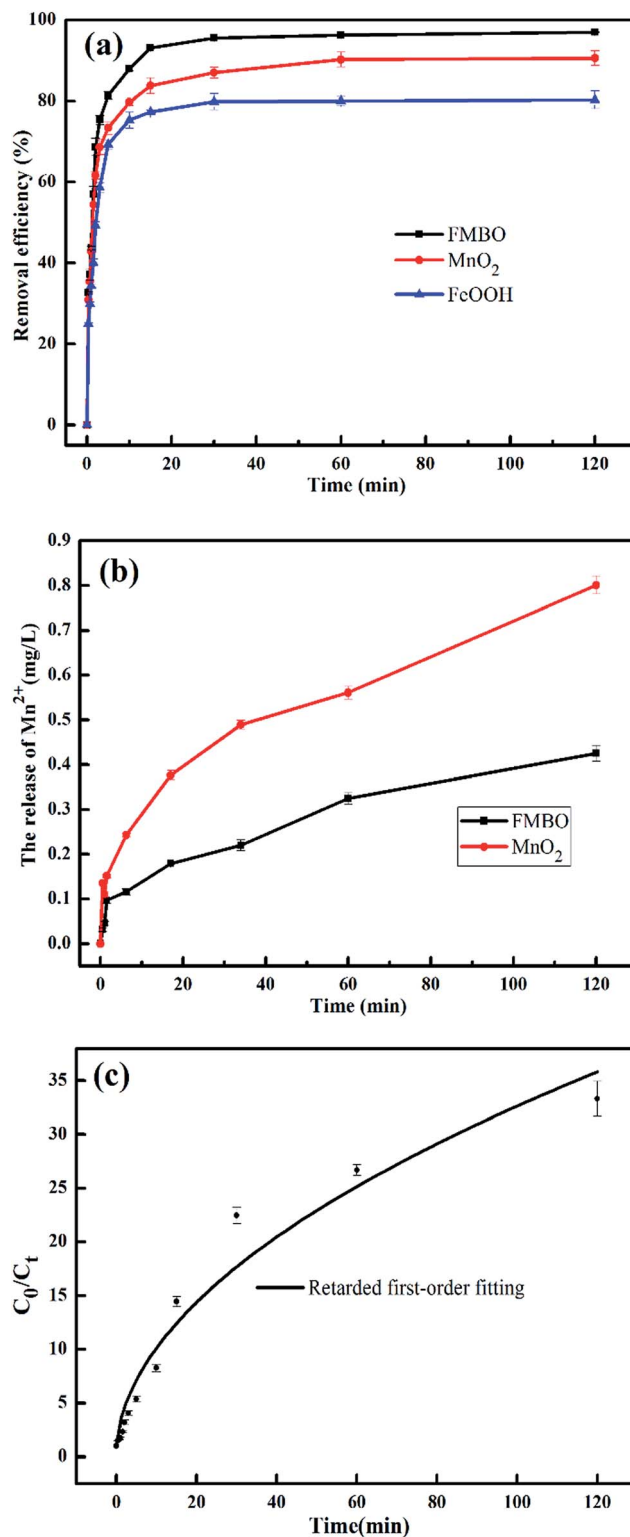 (a)
Removal efficiency (%)
100
80
60
40
20
0
FMBO
MnO₂
FeOOH
0 20 40 60 80 100 120
Time (min)
(b)
The release of Mn²⁺(mg/L)
0.9
0.8
0.7
0.6
0.5
0.4
0.3
0.2
0.1
0.0
FMBO
MnO₂
0 20 40 60 80 100 120
Time (min)
(c)
C₀/Cₜ
35
30
25
20
15
10
5
0
Retarded first-order fitting
0 20 40 60 80 100 120
Time(min)